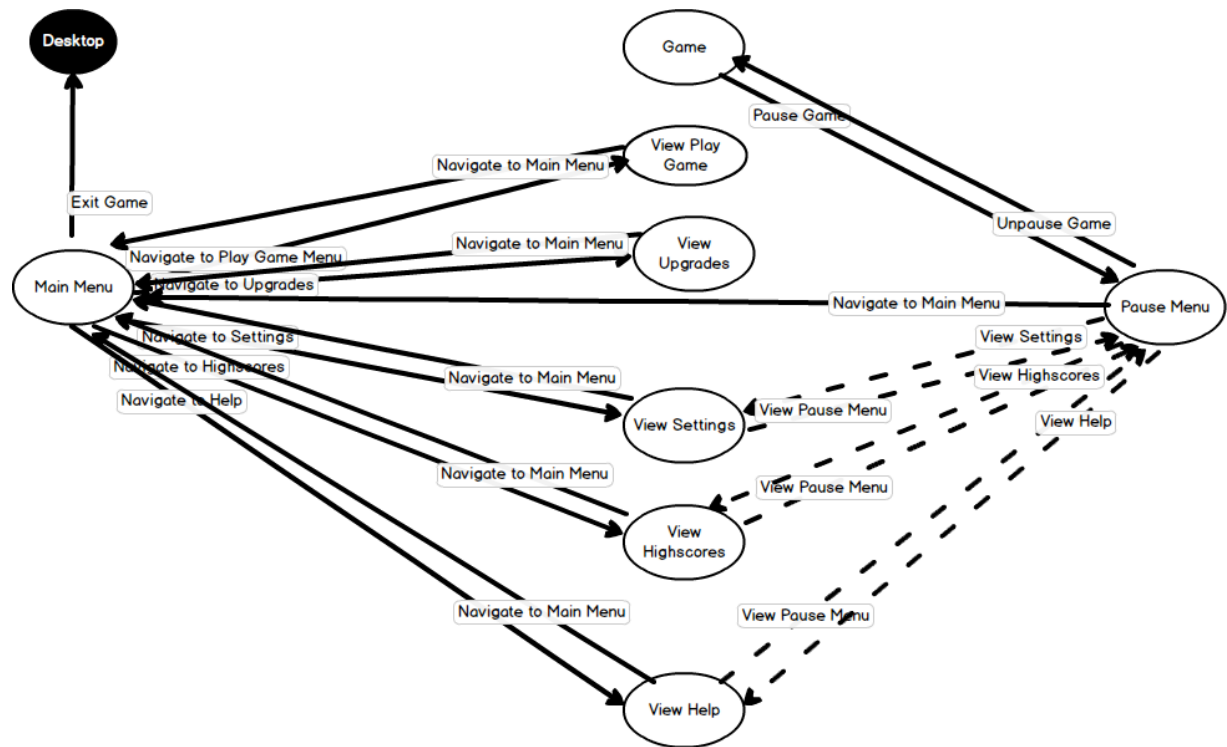 Desktop
Game
Pause Game
View Play
Game
Navigate to Main Menu
Exit Game
Unpause Game
Navigate to Main Menu
Navigate to Play Game Menu
View
Upgrades
Navigate to Upgrades
Main Menu
Navigate to Main Menu
Pause Menu
Navigate to Settings
View Settings
Navigate to Highscores
Navigate to Main Menu
View Highscores
Navigate to Help
View Pause Menu
View Help
View Settings
Navigate to Main Menu
View Pause Menu
View
Highscores
Navigate to Main Menu
View Pause Menu
View Help